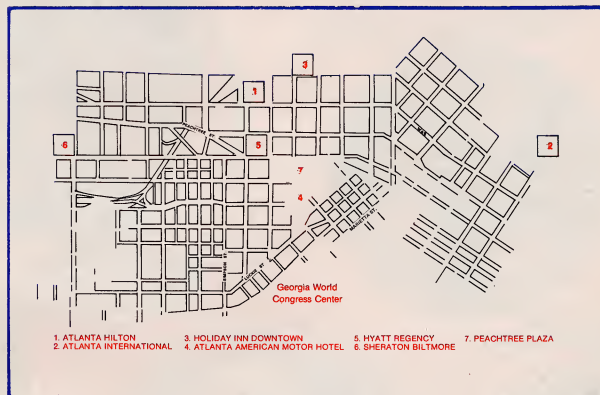 3
1
PEACHTREE ST.
6
5
2
7
4
MARIETTA ST.
LUCKIE ST.
Georgia World
Congress Center
1. ATLANTA HILTON 3. HOLIDAY INN DOWNTOWN 5. HYATT REGENCY 7. PEACHTREE PLAZA
2. ATLANTA INTERNATIONAL 4. ATLANTA AMERICAN MOTOR HOTEL 6. SHERATON BILTMORE